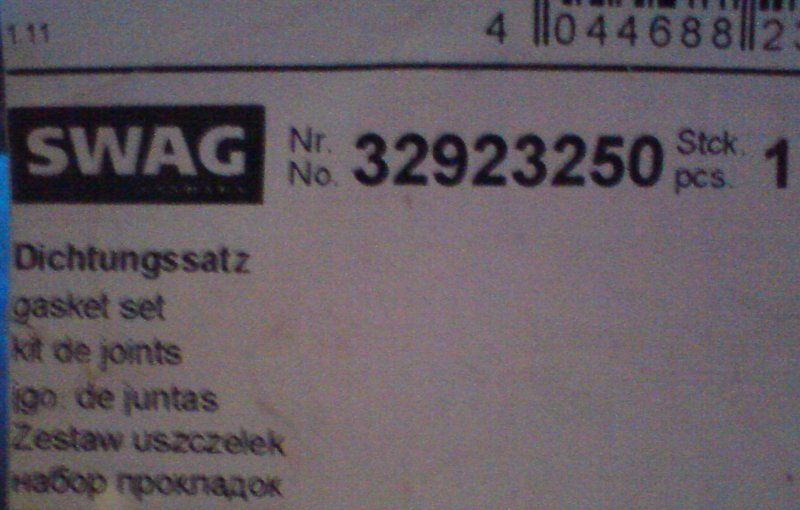 1.11
4 044688 23
SWAG
Nr. No. 32923250 Stck. pcs. 1
Dichtungssatz
gasket set
kit de joints
jgo. de juntas
Zestaw uszczelek
набор прокладок